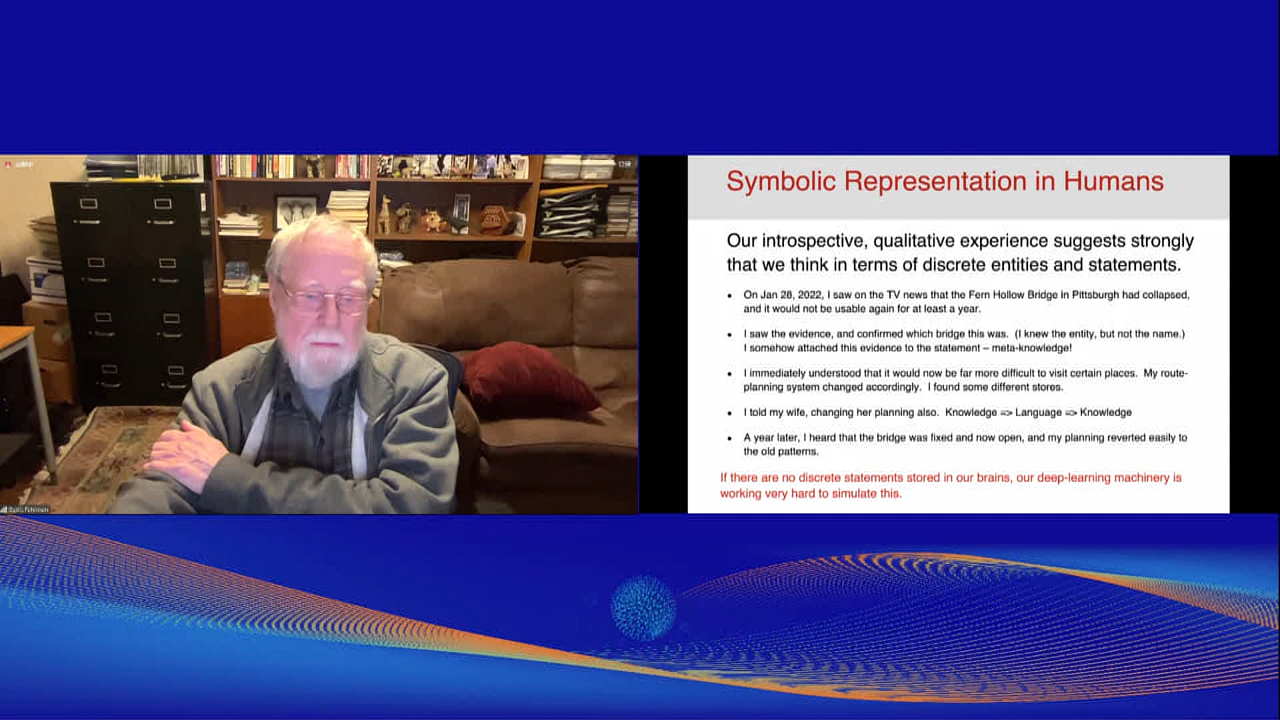 Symbolic Representation in Humans
Our introspective, qualitative experience suggests strongly
that we think in terms of discrete entities and statements.
• On Jan 28, 2022, I saw on the TV news that the Fern Hollow Bridge in Pittsburgh had collapsed,
and it would not be usable again for at least a year.
• I saw the evidence, and confirmed which bridge this was. (I knew the entity, but not the name.)
I somehow attached this evidence to the statement – meta-knowledge!
• I immediately understood that it would now be far more difficult to visit certain places. My route-
planning system changed accordingly. I found some different stores.
• I told my wife, changing her planning also. Knowledge => Language => Knowledge
• A year later, I heard that the bridge was fixed and now open, and my planning reverted easily to
the old patterns.
If there are no discrete statements stored in our brains, our deep-learning machinery is
working very hard to simulate this.